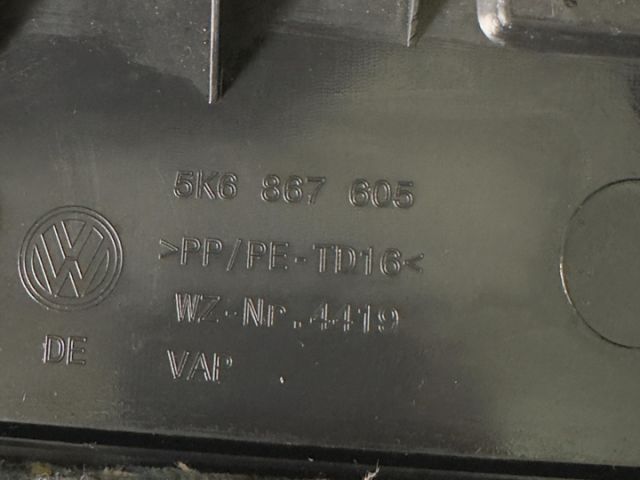 5K6 867 605
>PP/PE-TD16<
WZ-Nr.4419
DE VAP